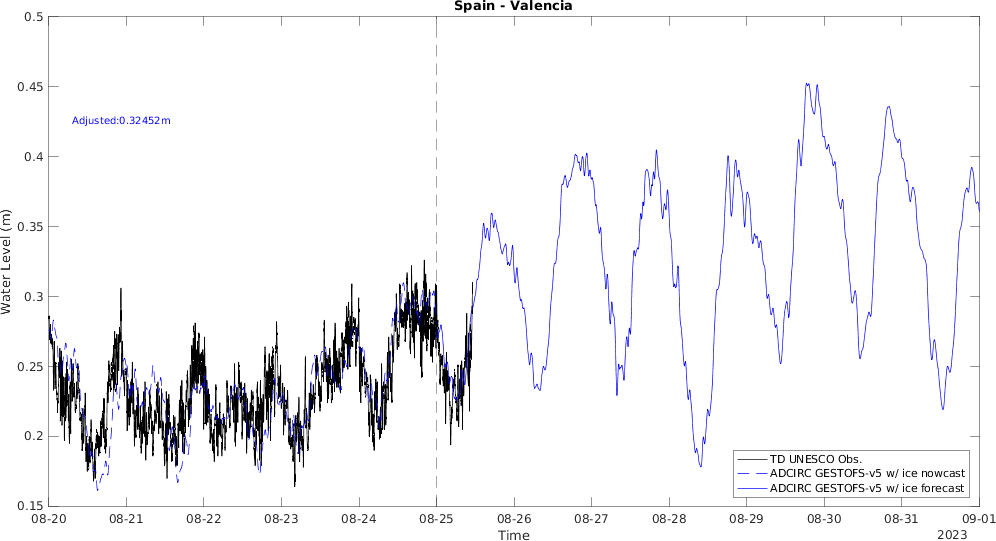 Spain - Valencia
0.5
0.45
Adjusted:0.32452m
0.4
0.35
Water Level (m)
0.3
0.25
0.2
TD UNESCO Obs.
ADCIRC GESTOFS-v5 w/ ice nowcast
ADCIRC GESTOFS-v5 w/ ice forecast
0.15
08-20 08-21 08-22 08-23 08-24 08-25 08-26 08-27 08-28 08-29 08-30 08-31 09-01
Time
2023